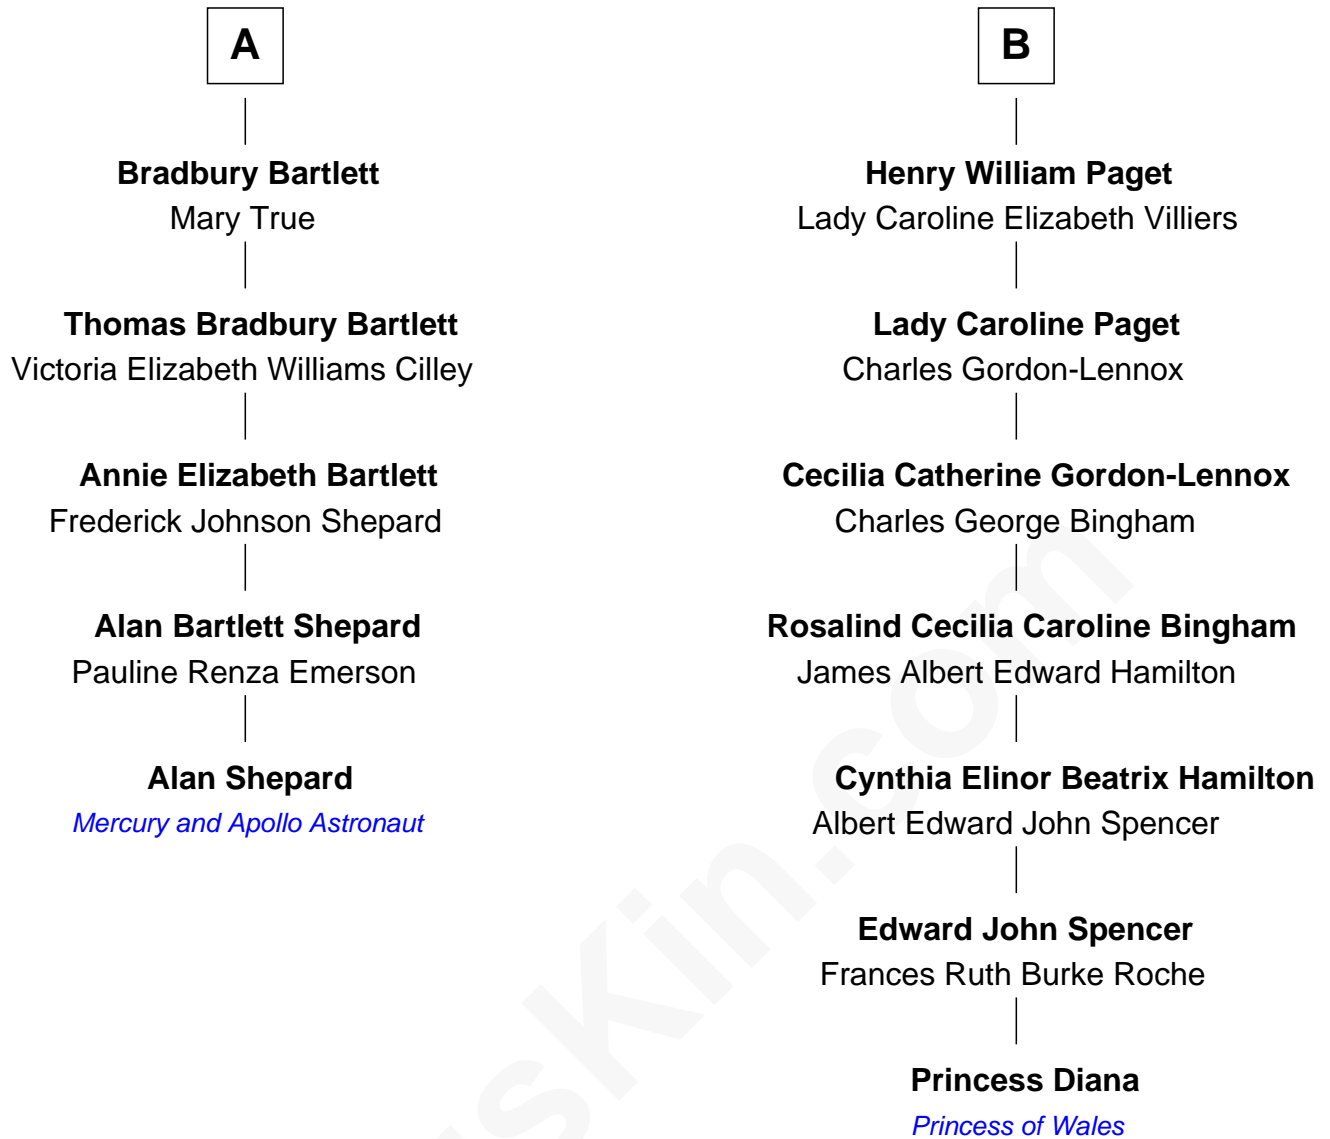 A
Bradbury Bartlett
Mary True
Thomas Bradbury Bartlett
Victoria Elizabeth Williams Cilley
Annie Elizabeth Bartlett
Frederick Johnson Shepard
Alan Bartlett Shepard
Pauline Renza Emerson
Alan Shepard
Mercury and Apollo Astronaut
B
Henry William Paget
Lady Caroline Elizabeth Villiers
Lady Caroline Paget
Charles Gordon-Lennox
Cecilia Catherine Gordon-Lennox
Charles George Bingham
Rosalind Cecilia Caroline Bingham
James Albert Edward Hamilton
Cynthia Elinor Beatrix Hamilton
Albert Edward John Spencer
Edward John Spencer
Frances Ruth Burke Roche
Princess Diana
Princess of Wales
sKin.com